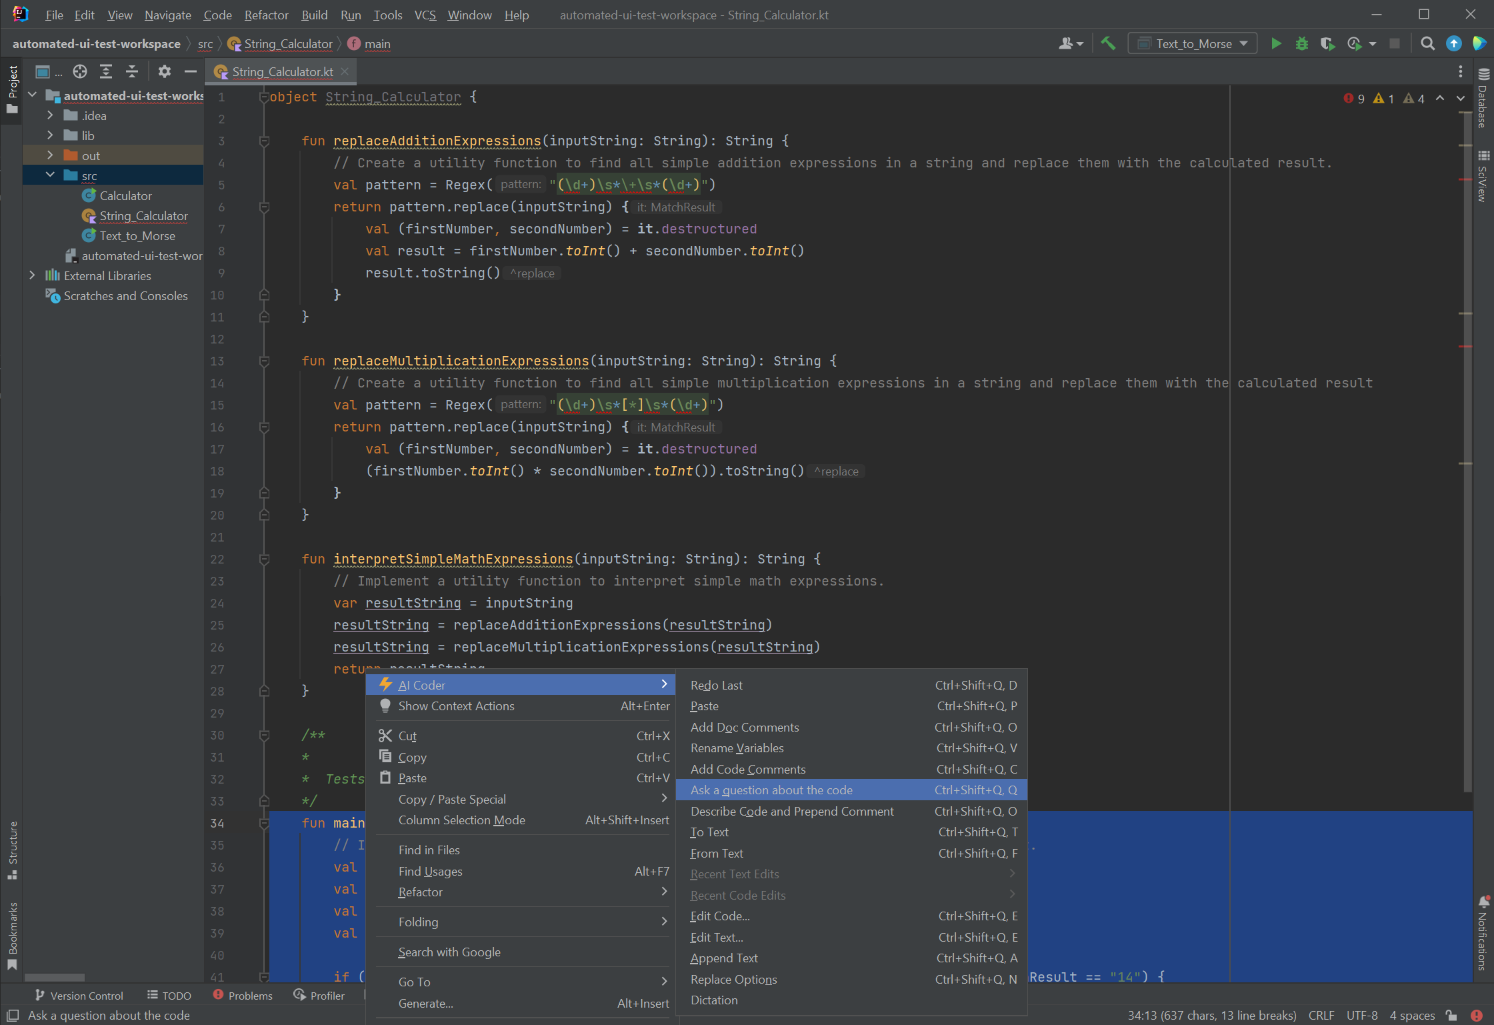 File Edit View Navigate Code Refactor Build Run Tools VCS Window Help automated-ui-test-workspace - String_Calculator.kt
automated-ui-test-workspace src String_Calculator main Text_to_Morse
Project
...
String_Calculator.kt
automated-ui-test-works
.idea
lib
out
src
Calculator
String_Calculator
Text_to_Morse
automated-ui-test-wor
External Libraries
Scratches and Consoles
Structure
Bookmarks
9 1 4
1 object String_Calculator {
2
3 fun replaceAdditionExpressions(inputString: String): String {
4 // Create a utility function to find all simple addition expressions in a string and replace them with the calculated result.
5 val pattern = Regex( pattern: "(\d+)\s*\+\s*(\d+)")
6 return pattern.replace(inputString) { it: MatchResult
7 val (firstNumber, secondNumber) = it.destructured
8 val result = firstNumber.toInt() + secondNumber.toInt()
9 result.toString() ^replace
10 }
11 }
12
13 fun replaceMultiplicationExpressions(inputString: String): String {
14 // Create a utility function to find all simple multiplication expressions in a string and replace them with the calculated result
15 val pattern = Regex( pattern: "(\d+)\s*[*]\s*(\d+)")
16 return pattern.replace(inputString) { it: MatchResult
17 val (firstNumber, secondNumber) = it.destructured
18 (firstNumber.toInt() * secondNumber.toInt()).toString() ^replace
19 }
20 }
21
22 fun interpretSimpleMathExpressions(inputString: String): String {
23 // Implement a utility function to interpret simple math expressions.
24 var resultString = inputString
25 resultString = replaceAdditionExpressions(resultString)
26 resultString = replaceMultiplicationExpressions(resultString)
27 return resultString
28 }
29
30 /**
31 *
32 * Tests
33 */
34 fun main
35 // I .
36 val
37 val
38 val
39 val
40
41 if ( Result == "14") {
AI Coder
Show Context Actions Alt+Enter
Cut Ctrl+X
Copy Ctrl+C
Paste Ctrl+V
Copy / Paste Special
Column Selection Mode Alt+Shift+Insert
Find in Files
Find Usages Alt+F7
Refactor
Folding
Search with Google
Go To
Generate... Alt+Insert
Redo Last Ctrl+Shift+Q, D
Paste Ctrl+Shift+Q, P
Add Doc Comments Ctrl+Shift+Q, O
Rename Variables Ctrl+Shift+Q, V
Add Code Comments Ctrl+Shift+Q, C
Ask a question about the code Ctrl+Shift+Q, Q
Describe Code and Prepend Comment Ctrl+Shift+Q, O
To Text Ctrl+Shift+Q, T
From Text Ctrl+Shift+Q, F
Recent Text Edits
Recent Code Edits
Edit Code... Ctrl+Shift+Q, E
Edit Text... Ctrl+Shift+Q, E
Append Text Ctrl+Shift+Q, A
Replace Options Ctrl+Shift+Q, N
Dictation
Database
SciView
Notifications
Version Control TODO Problems Profiler
Ask a question about the code 34:13 (637 chars, 13 line breaks) CRLF UTF-8 4 spaces